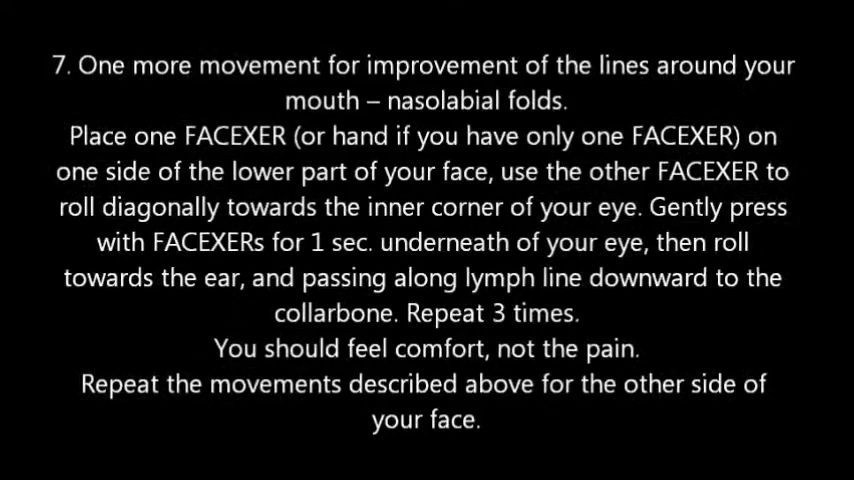 7. One more movement for improvement of the lines around your
mouth – nasolabial folds.
Place one FACEXER (or hand if you have only one FACEXER) on
one side of the lower part of your face, use the other FACEXER to
roll diagonally towards the inner corner of your eye. Gently press
with FACEXERs for 1 sec. underneath of your eye, then roll
towards the ear, and passing along lymph line downward to the
collarbone. Repeat 3 times.
You should feel comfort, not the pain.
Repeat the movements described above for the other side of
your face.